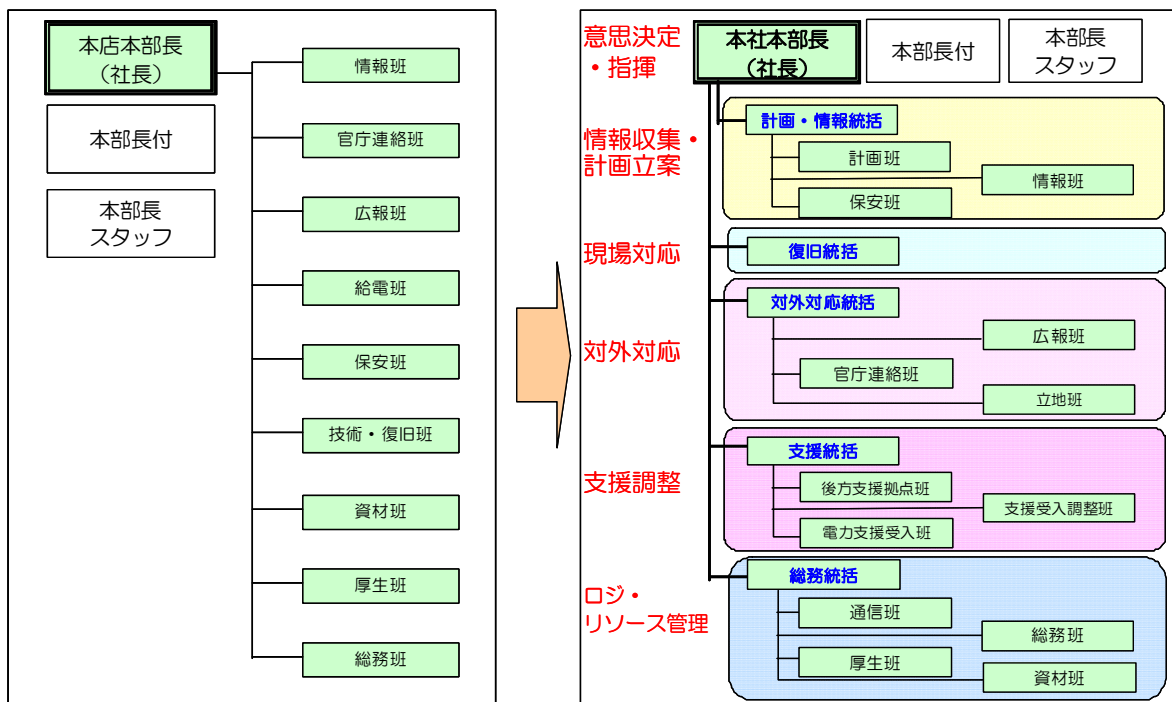 本店本部長
（社長）
本部長付
本部長
スタッフ
情報班
官庁連絡班
広報班
給電班
保安班
技術・復旧班
資材班
厚生班
総務班
意思決定
・指揮
本社本部長
（社長）
本部長付
本部長
スタッフ
情報収集・
計画立案
計画・情報統括
計画班
情報班
保安班
現場対応
復旧統括
対外対応
対外対応統括
広報班
官庁連絡班
立地班
支援調整
支援統括
後方支援拠点班
支援受入調整班
電力支援受入班
ロジ・
リソース管理
総務統括
通信班
総務班
厚生班
資材班